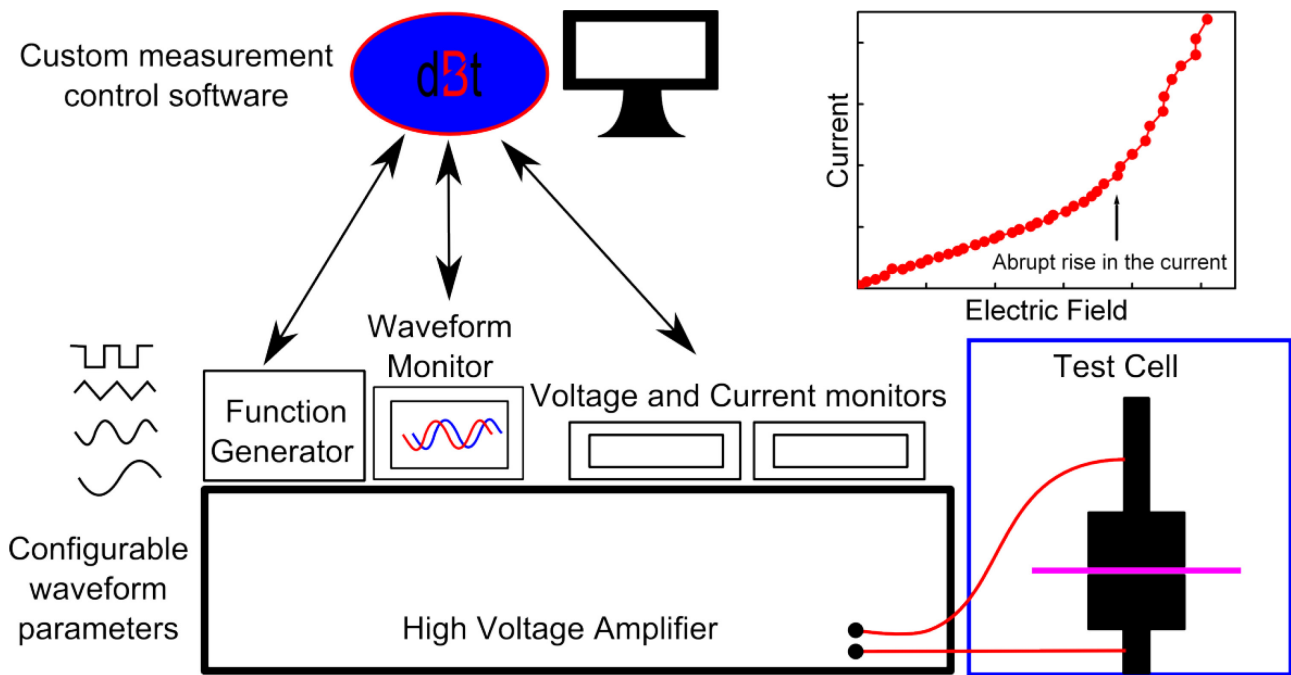 Custom measurement
control software
dBt
Current
Abrupt rise in the current
Electric Field
Waveform
Monitor
Function
Generator
Voltage and Current monitors
Test Cell
Configurable
waveform
parameters
High Voltage Amplifier